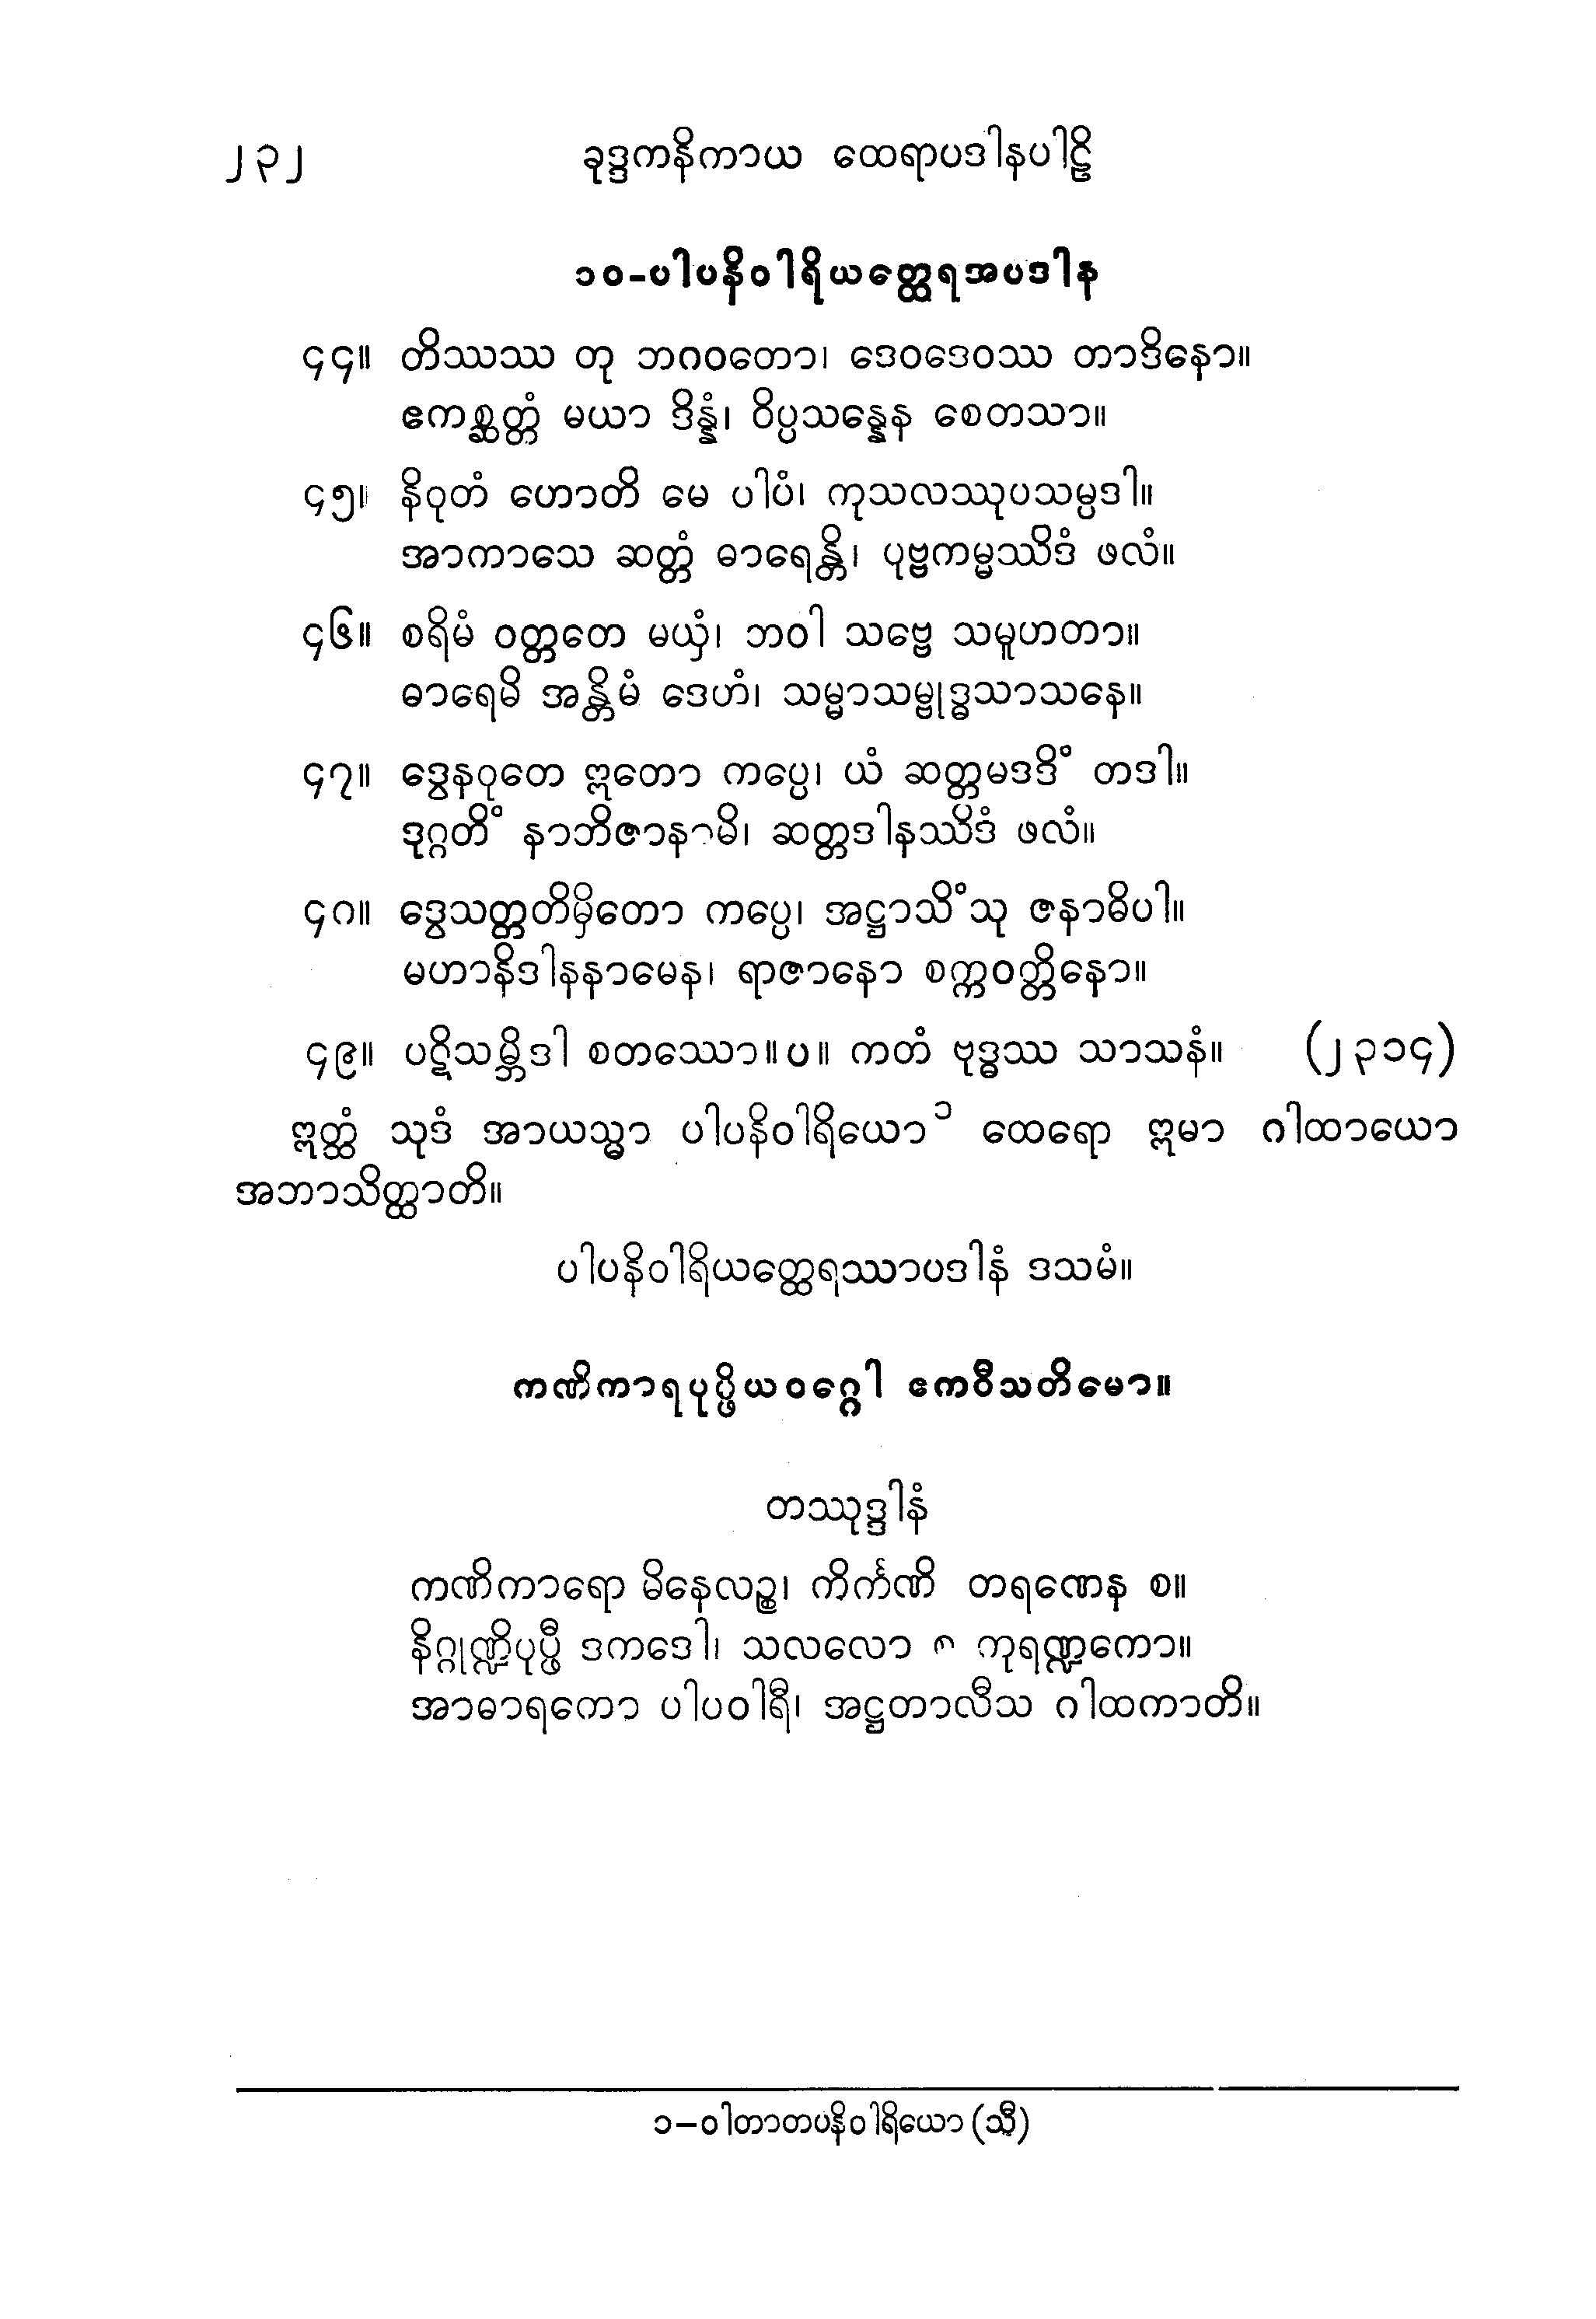 ၂၃၂ ခုဒ္ဒကနိကာယ ထေရာပဒါနပါဠိ
၁၀-ပါပနိဝါရိယတ္ထေရအပဒါန
၄၄။ တိဿဿ တု ဘဂဝတော၊ ဒေဝဒေဝဿ တာဒိနော။
ဧကစ္ဆတ္တံ မယာ ဒိန္နံ၊ ဝိပ္ပသန္နေန စေတသာ။
၄၅။ နိဝုတံ ဟောတိ မေ ပါပံ၊ ကုသလဿုပသမ္ပဒါ။
အာကာသေ ဆတ္တံ ဓာရေန္တိ၊ ပုဗ္ဗကမ္မဿိဒံ ဖလံ။
၄၆။ စရိမံ ဝတ္တတေ မယှံ၊ ဘဝါ သဗ္ဗေ သမူဟတာ။
ဓာရေမိ အန္တိမံ ဒေဟံ၊ သမ္မာသမ္ဗုဒ္ဓသာသနေ။
၄၇။ ဒွေနဝုတေ ဣတော ကပ္ပေ၊ ယံ ဆတ္တမဒဒိံ တဒါ။
ဒုဂ္ဂတိံ နာဘိဇာနာမိ၊ ဆတ္တဒါနဿိဒံ ဖလံ။
၄၈။ ဒွေသတ္တတိမှိတော ကပ္ပေ၊ အဋ္ဌာသိံသု ဇနာဓိပါ။
မဟာနိဒါနနာမေန၊ ရာဇာနော စက္ကဝတ္တိနော။
၄၉။ ပဋိသမ္ဘိဒါ စတဿော။ပ။ ကတံ ဗုဒ္ဓဿ သာသနံ။ (၂၃၁၄)
ဣတ္ထံ သုဒံ အာယသ္မာ ပါပနိဝါရိယော ၁ ထေရော ဣမာ ဂါထာယော
အဘာသိတ္ထာတိ။
ပါပနိဝါရိယတ္ထေရဿာပဒါနံ ဒသမံ။
ကဏိကာရပုပ္ဖိယဝဂ္ဂေါ ဧကဝီသတိမော။
တဿုဒ္ဒါနံ
ကဏိကာရော မိနေလဉ္စ၊ ကိင်္ကဏိ တရဏေန စ။
နိဂ္ဂုဏ္ဍိပုပ္ဖီ ဒကဒေါ၊ သလလော စ ကုရဏ္ဍကော။
အာဓာရကော ပါပဝါရီ၊ အဋ္ဌတာလီသ ဂါထကာတိ။
၁-ဝါတာတပနိဝါရိယော (သီ)